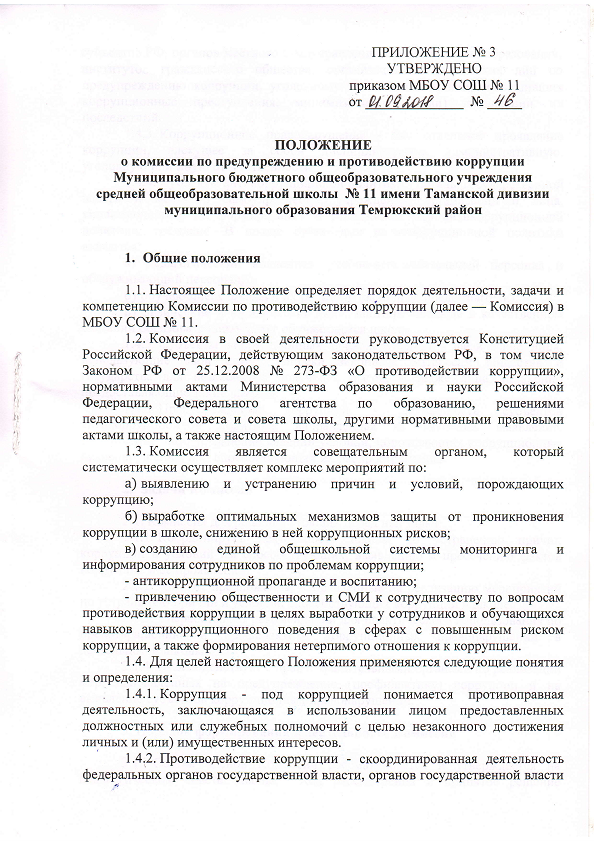 ПРИЛОЖЕНИЕ № 3
УТВЕРЖДЕНО
приказом МБОУ СОШ № 11
от 01.09.2018 № 46
ПОЛОЖЕНИЕ
о комиссии по предупреждению и противодействию коррупции
Муниципального бюджетного общеобразовательного учреждения
средней общеобразовательной школы № 11 имени Таманской дивизии
муниципального образования Темрюкский район
1. Общие положения
1.1. Настоящее Положение определяет порядок деятельности, задачи и
компетенцию Комиссии по противодействию коррупции (далее — Комиссия) в
МБОУ СОШ № 11.
1.2. Комиссия в своей деятельности руководствуется Конституцией
Российской Федерации, действующим законодательством РФ, в том числе
Законом РФ от 25.12.2008 № 273-ФЗ «О противодействии коррупции»,
нормативными актами Министерства образования и науки Российской
Федерации, Федерального агентства по образованию, решениями
педагогического совета и совета школы, другими нормативными правовыми
актами школы, а также настоящим Положением.
1.3. Комиссия является совещательным органом, который
систематически осуществляет комплекс мероприятий по:
а) выявлению и устранению причин и условий, порождающих
коррупцию;
б) выработке оптимальных механизмов защиты от проникновения
коррупции в школе, снижению в ней коррупционных рисков;
в) созданию единой общешкольной системы мониторинга и
информирования сотрудников по проблемам коррупции;
- антикоррупционной пропаганде и воспитанию;
- привлечению общественности и СМИ к сотрудничеству по вопросам
противодействия коррупции в целях выработки у сотрудников и обучающихся
навыков антикоррупционного поведения в сферах с повышенным риском
коррупции, а также формирования нетерпимого отношения к коррупции.
1.4. Для целей настоящего Положения применяются следующие понятия
и определения:
1.4.1. Коррупция - под коррупцией понимается противоправная
деятельность, заключающаяся в использовании лицом предоставленных
должностных или служебных полномочий с целью незаконного достижения
личных и (или) имущественных интересов.
1.4.2. Противодействие коррупции - скоординированная деятельность
федеральных органов государственной власти, органов государственной власти